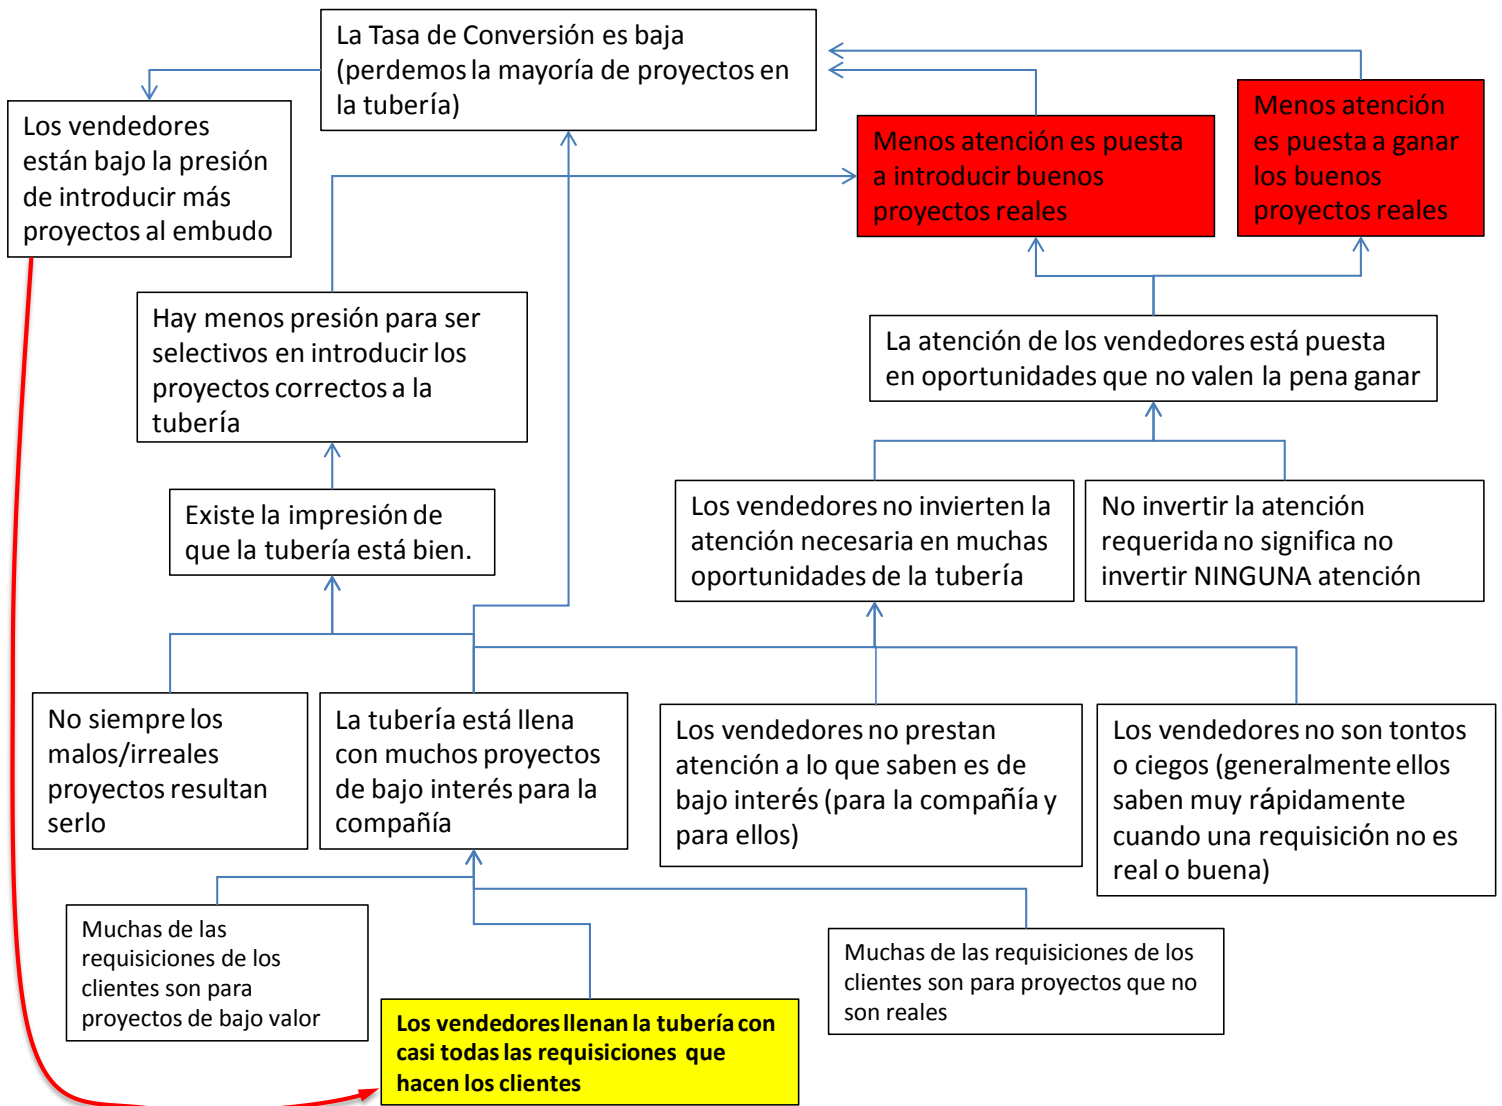 La Tasa de Conversión es baja
(perdemos la mayoría de proyectos en
la tubería)
Los vendedores
están bajo la presión
de introducir más
proyectos al embudo
Menos atención es puesta
a introducir buenos
proyectos reales
Menos atención
es puesta a ganar
los buenos
proyectos reales
Hay menos presión para ser
selectivos en introducir los
proyectos correctos a la
tubería
La atención de los vendedores está puesta
en oportunidades que no valen la pena ganar
Existe la impresión de
que la tubería está bien.
Los vendedores no invierten la
atención necesaria en muchas
oportunidades de la tubería
No invertir la atención
requerida no significa no
invertir NINGUNA atención
No siempre los
malos/irreales
proyectos resultan
serlo
La tubería está llena
con muchos proyectos
de bajo interés para la
compañía
Los vendedores no prestan
atención a lo que saben es de
bajo interés (para la compañía y
para ellos)
Los vendedores no son tontos
o ciegos (generalmente ellos
saben muy rápidamente
cuando una requisición no es
real o buena)
Muchas de las
requisiciones de los
clientes son para
proyectos de bajo valor
Los vendedores llenan la tubería con
casi todas las requisiciones que
hacen los clientes
Muchas de las requisiciones de los
clientes son para proyectos que no
son reales